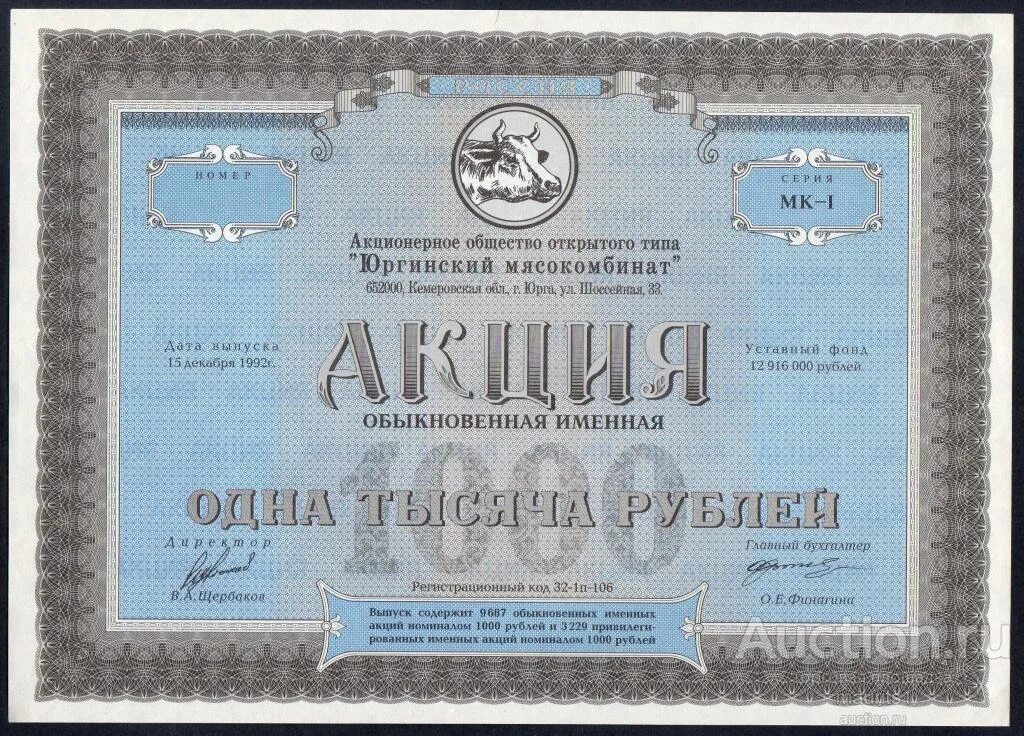 РОССИЯ
НОМЕР
СЕРИЯ
МК–I
Акционерное общество открытого типа
"Юргинский мясокомбинат"
652000, Кемеровская обл., г. Юрга, ул. Шоссейная, 33.
Дата выпуска
15 декабря 1992г.
Уставный фонд
12 916 000 рублей
АКЦИЯ
ОБЫКНОВЕННАЯ ИМЕННАЯ
1000
ОДНА ТЫСЯЧА РУБЛЕЙ
Директор
В.А.Щербаков
Главный бухгалтер
О.Е.Финагина
Регистрационный код 32-1п-106
Выпуск содержит 9687 обыкновенных именных
акций номиналом 1000 рублей и 3229 привилеги-
рованных именных акций номиналом 1000 рублей
Auction.ru
auction.ru